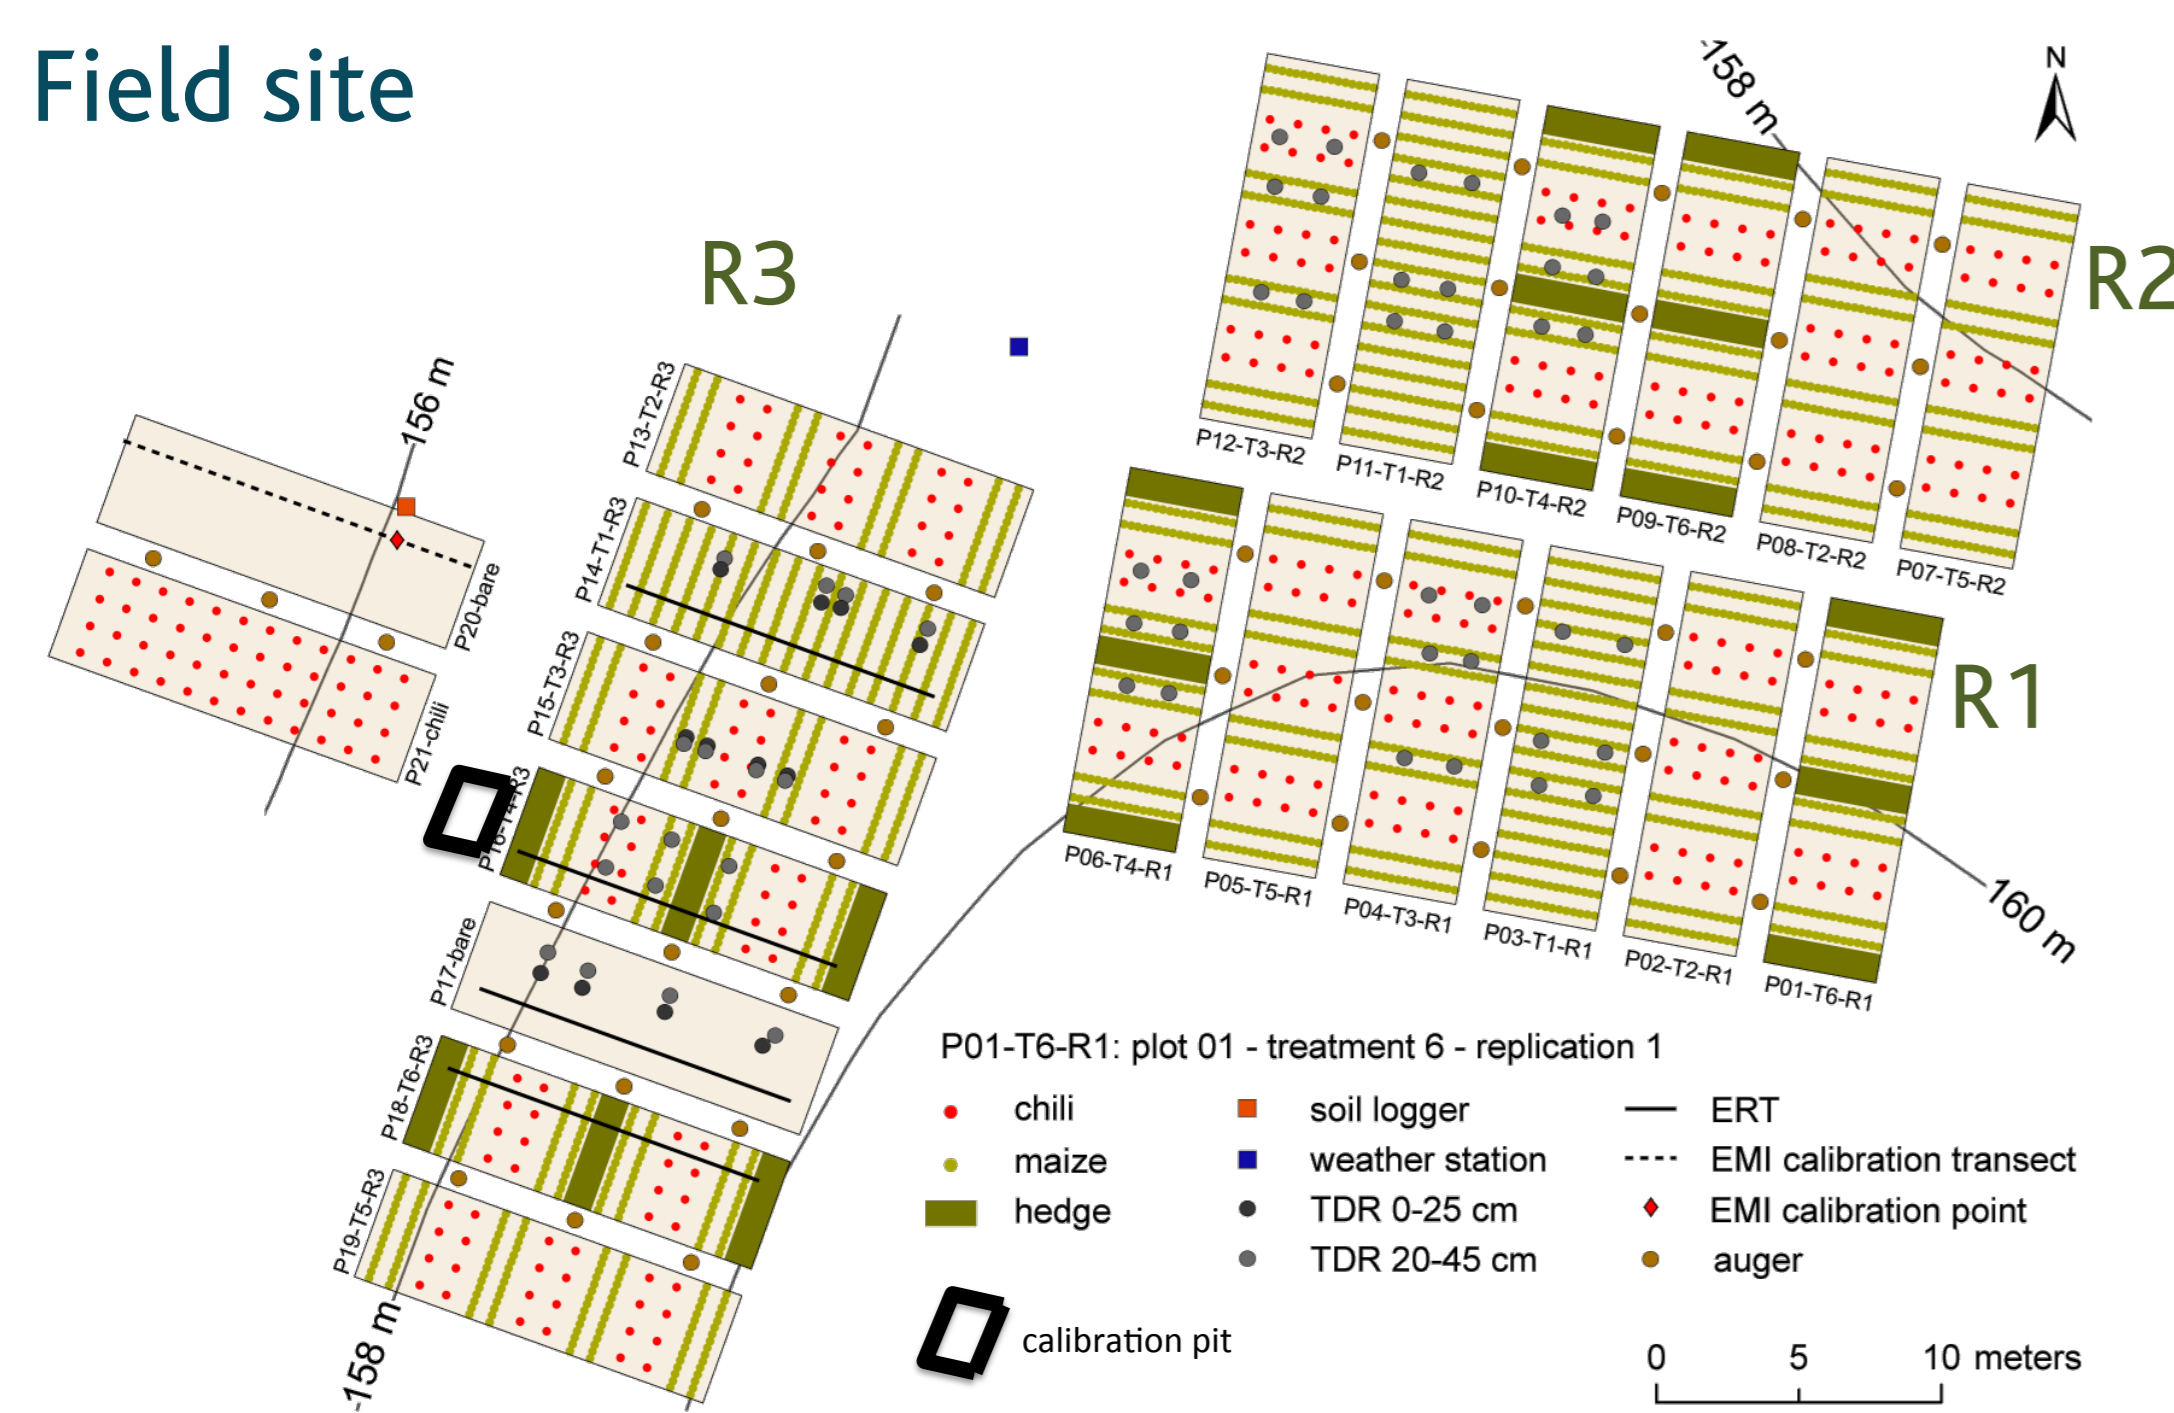 Field site
N
-158 m
R3
R2
156 m
P13-T2-R3
P14-T1-R3
P15-T3-R3
P16-T4-R3
P17-bare
P18-T6-R3
P19-T5-R3
P20-bare
P21-chili
P12-T3-R2
P11-T1-R2
P10-T4-R2
P09-T6-R2
P08-T2-R2
P07-T5-R2
R1
P06-T4-R1
P05-T5-R1
P04-T3-R1
P03-T1-R1
P02-T2-R1
P01-T6-R1
160 m
-158 m
P01-T6-R1: plot 01 - treatment 6 - replication 1
chili
maize
hedge
soil logger
weather station
TDR 0-25 cm
TDR 20-45 cm
ERT
EMI calibration transect
EMI calibration point
auger
calibration pit
0 5 10 meters